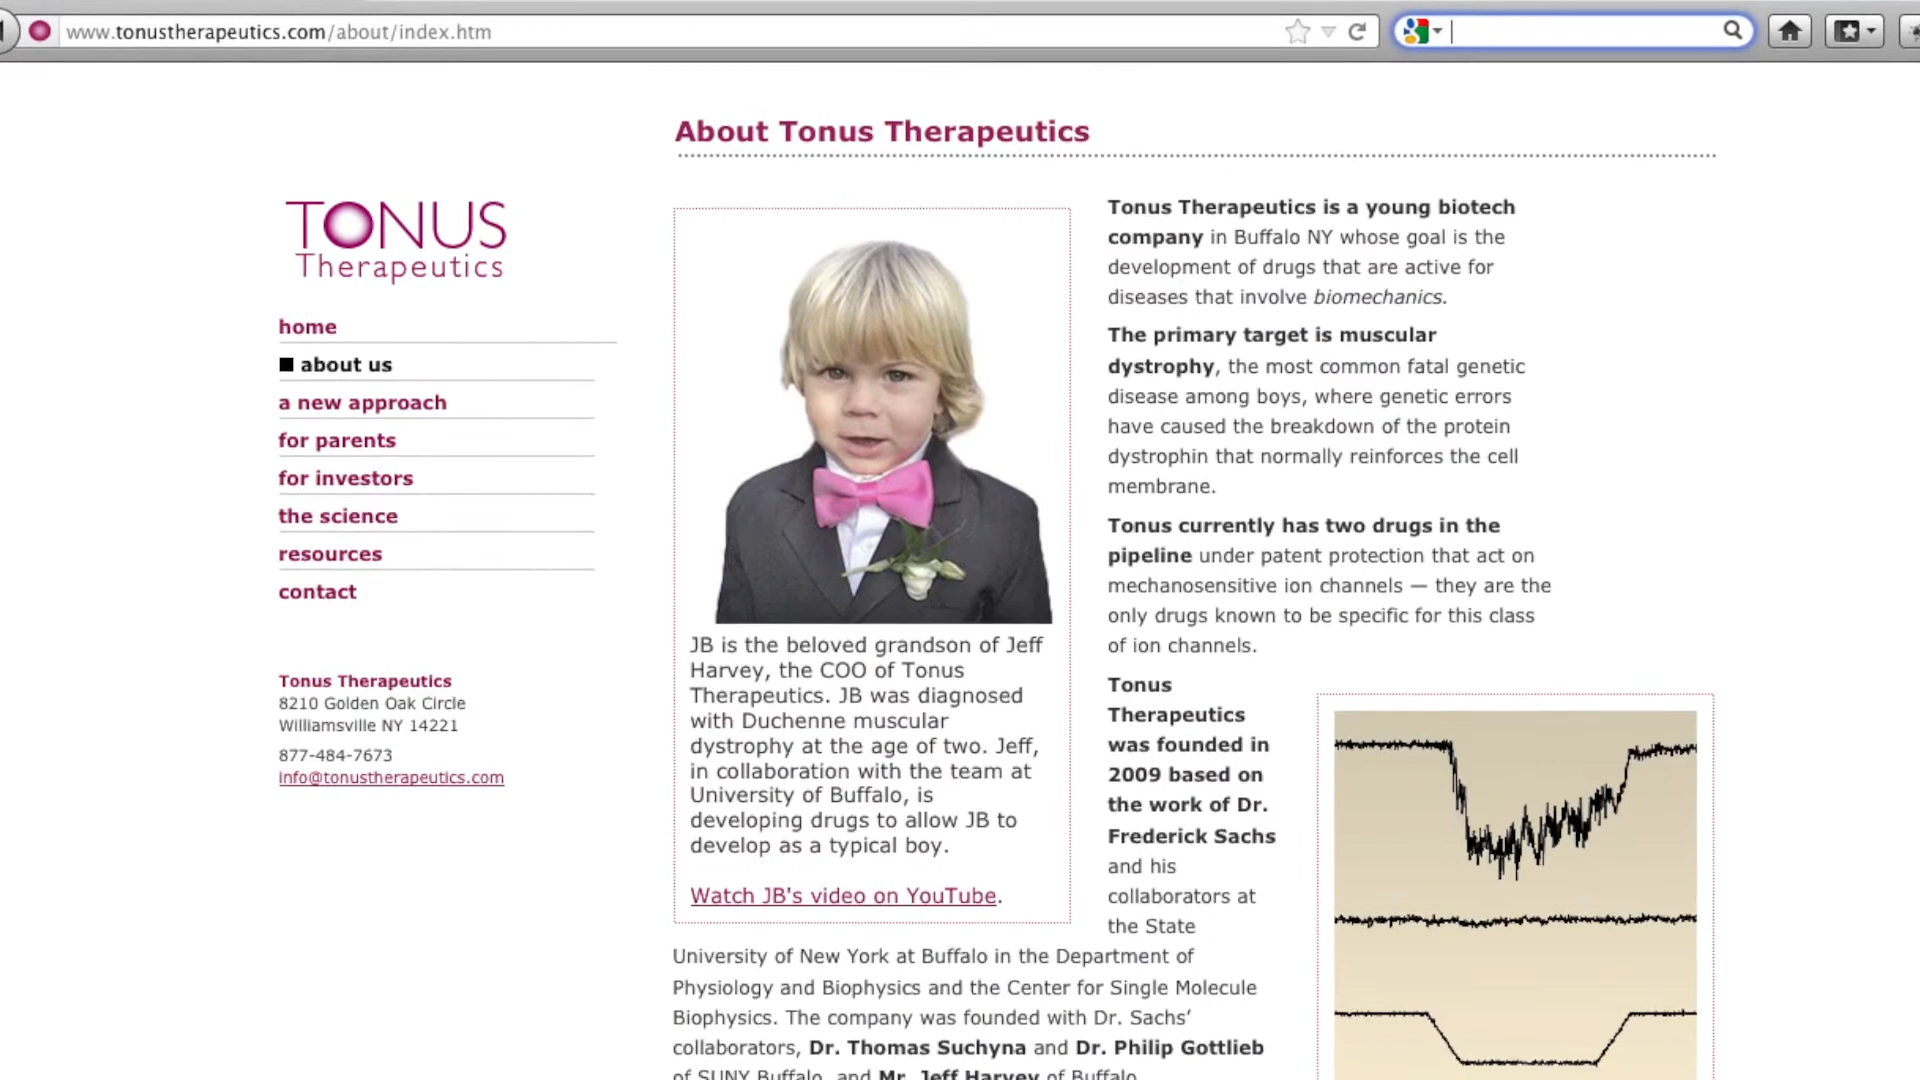 www.tonustherapeutics.com/about/index.htm
About Tonus Therapeutics
TONUS
Therapeutics
home
about us
a new approach
for parents
for investors
the science
resources
contact
Tonus Therapeutics
8210 Golden Oak Circle
Williamsville NY 14221
877-484-7673
info@tonustherapeutics.com
JB is the beloved grandson of Jeff
Harvey, the COO of Tonus
Therapeutics. JB was diagnosed
with Duchenne muscular
dystrophy at the age of two. Jeff,
in collaboration with the team at
University of Buffalo, is
developing drugs to allow JB to
develop as a typical boy.
Watch JB's video on YouTube.
Tonus Therapeutics is a young biotech
company in Buffalo NY whose goal is the
development of drugs that are active for
diseases that involve biomechanics.
The primary target is muscular
dystrophy, the most common fatal genetic
disease among boys, where genetic errors
have caused the breakdown of the protein
dystrophin that normally reinforces the cell
membrane.
Tonus currently has two drugs in the
pipeline under patent protection that act on
mechanosensitive ion channels — they are the
only drugs known to be specific for this class
of ion channels.
Tonus
Therapeutics
was founded in
2009 based on
the work of Dr.
Frederick Sachs
and his
collaborators at
the State
University of New York at Buffalo in the Department of
Physiology and Biophysics and the Center for Single Molecule
Biophysics. The company was founded with Dr. Sachs’
collaborators, Dr. Thomas Suchyna and Dr. Philip Gottlieb
of SUNY Buffalo, and Mr. Jeff Harvey of Buffalo